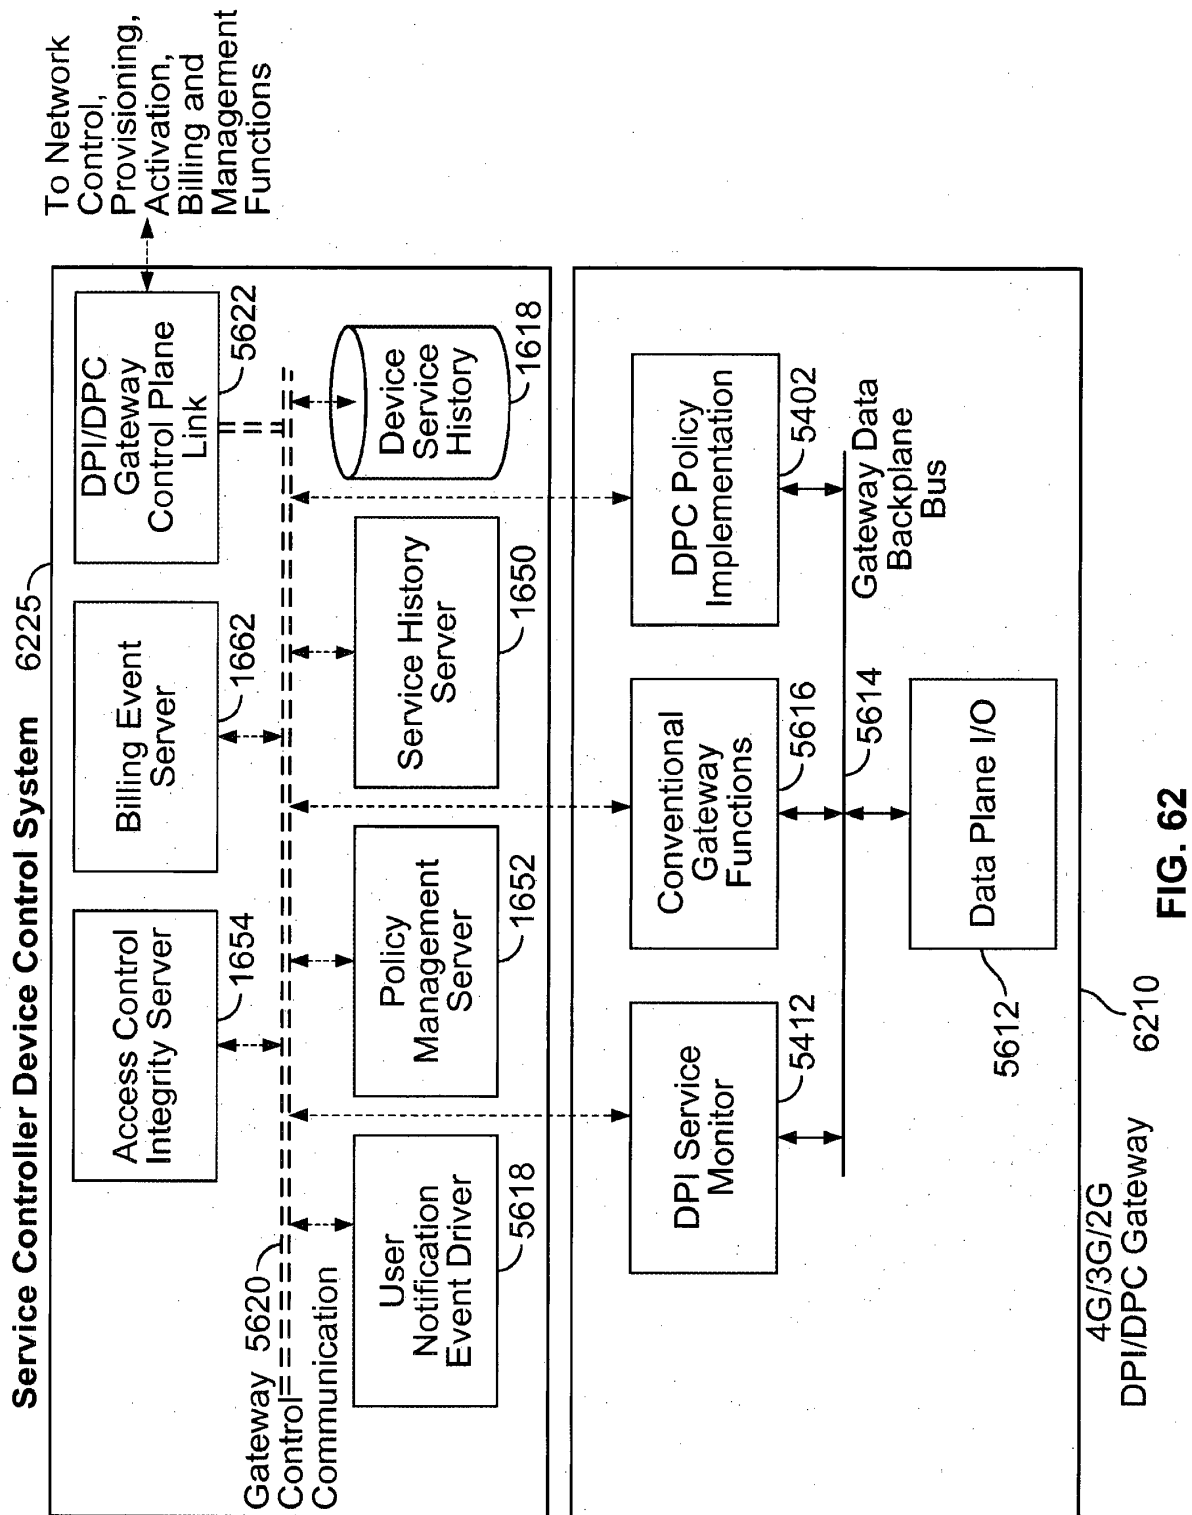 Service Controller Device Control System 6225
To Network
Control,
Provisioning,
Activation,
Billing and
Management
Functions
Access Control
Integrity Server
1654
Billing Event
Server
1662
DPI/DPC
Gateway
Control Plane
Link
5622
Gateway 5620
Control
Communication
User
Notification
Event Driver
5618
Policy
Management
Server
1652
Service History
Server
1650
Device
Service
History
1618
DPI Service
Monitor
5412
Conventional
Gateway
Functions
5616
DPC Policy
Implementation
5402
5614
Gateway Data
Backplane
Bus
Data Plane I/O
5612
4G/3G/2G
DPI/DPC Gateway
6210
FIG. 62